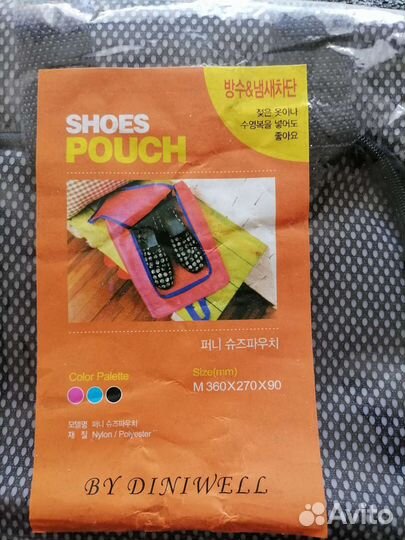 방수&냄새차단
젖은 옷이나
수영복을 넣어도
좋아요
SHOES
POUCH
퍼니 슈즈파우치
Color Palette
Size(mm)
M 360X270X90
모델명 퍼니 슈즈파우치
재 질 Nylon / Polyester
BY DINIWELL
Avito